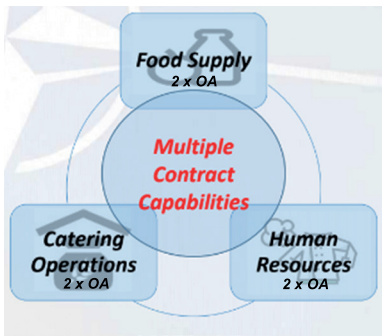 Food Supply
2 x OA
Multiple
Contract
Capabilities
Catering
Operations
2 x OA
Human
Resources
2 x OA